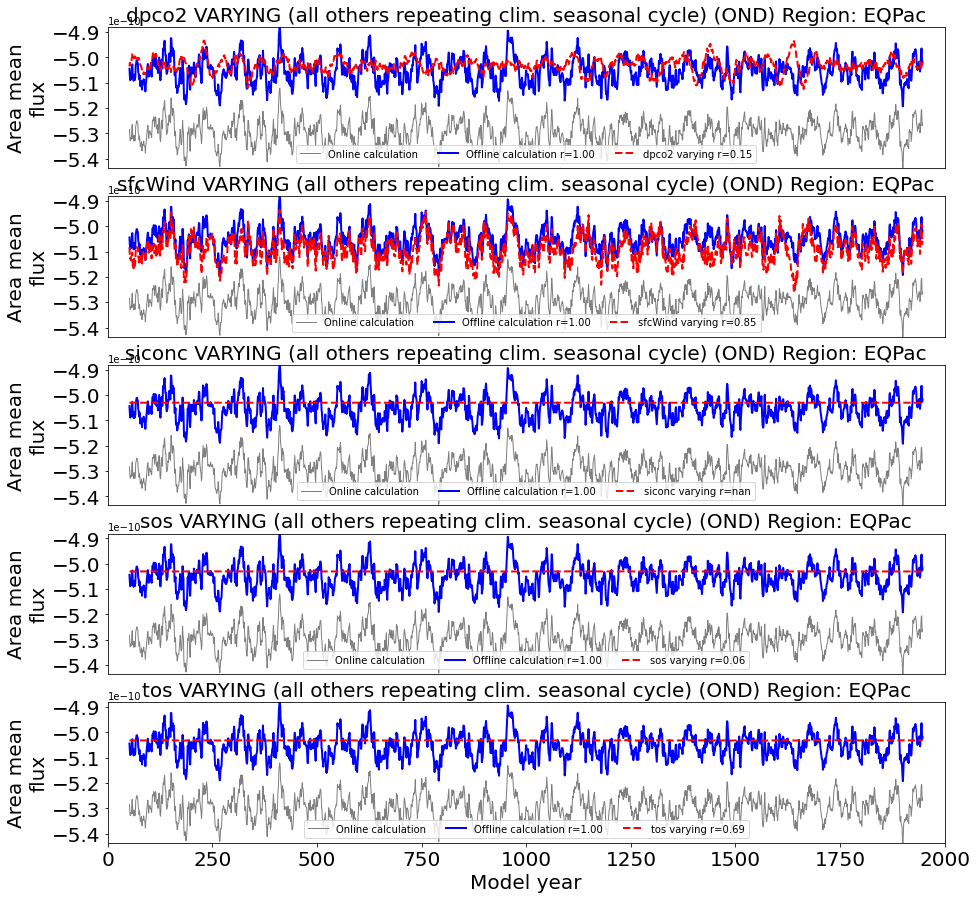 1e−10
dpco2 VARYING (all others repeating clim. seasonal cycle) (OND) Region: EQPac
−4.9
−5.0
−5.1
−5.2
−5.3
−5.4
Area mean
flux
Online calculation
Offline calculation r=1.00
dpco2 varying r=0.15
1e−10
sfcWind VARYING (all others repeating clim. seasonal cycle) (OND) Region: EQPac
−4.9
−5.0
−5.1
−5.2
−5.3
−5.4
Area mean
flux
Online calculation
Offline calculation r=1.00
sfcWind varying r=0.85
1e−10
siconc VARYING (all others repeating clim. seasonal cycle) (OND) Region: EQPac
−4.9
−5.0
−5.1
−5.2
−5.3
−5.4
Area mean
flux
Online calculation
Offline calculation r=1.00
siconc varying r=nan
1e−10
sos VARYING (all others repeating clim. seasonal cycle) (OND) Region: EQPac
−4.9
−5.0
−5.1
−5.2
−5.3
−5.4
Area mean
flux
Online calculation
Offline calculation r=1.00
sos varying r=0.06
1e−10
tos VARYING (all others repeating clim. seasonal cycle) (OND) Region: EQPac
−4.9
−5.0
−5.1
−5.2
−5.3
−5.4
Area mean
flux
Online calculation
Offline calculation r=1.00
tos varying r=0.69
0 250 500 750 1000 1250 1500 1750 2000
Model year